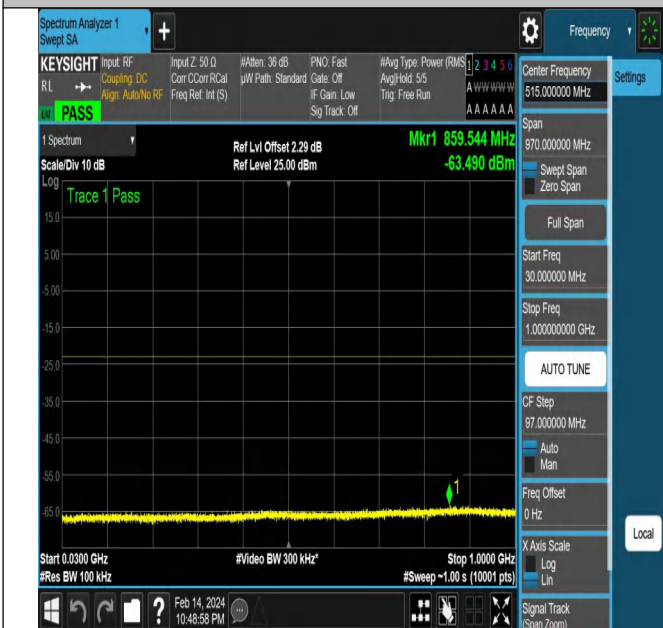 Spectrum Analyzer 1
Swept SA
+
Frequency
KEYSIGHT
RL
PASS
Input: RF
Coupling: DC
Align: Auto/No RF
Input Z: 50 Ω
Corr CCorr RCal
Freq Ref: Int (S)
#Atten: 36 dB
µW Path: Standard
PNO: Fast
Gate: Off
IF Gain: Low
Sig Track: Off
#Avg Type: Power (RMS
Avg|Hold: 5/5
Trig: Free Run
1 2 3 4 5 6
A W W W W W
A A A A A A
1 Spectrum
Scale/Div 10 dB
Ref Lvl Offset 2.29 dB
Ref Level 25.00 dBm
Mkr1 859.544 MHz
-63.490 dBm
Log
Trace 1 Pass
15.0
5.00
-5.00
-15.0
-25.0
-35.0
-45.0
-55.0
-65.0
1
Start 0.0300 GHz
#Video BW 300 kHz*
Stop 1.0000 GHz
#Res BW 100 kHz
#Sweep ~1.00 s (10001 pts)
Feb 14, 2024
10:48:58 PM
Center Frequency
515.000000 MHz
Settings
Span
970.000000 MHz
Swept Span
Zero Span
Full Span
Start Freq
30.000000 MHz
Stop Freq
1.000000000 GHz
AUTO TUNE
CF Step
97.000000 MHz
Auto
Man
Freq Offset
0 Hz
X Axis Scale
Log
Lin
Local
Signal Track
(Span Zoom)